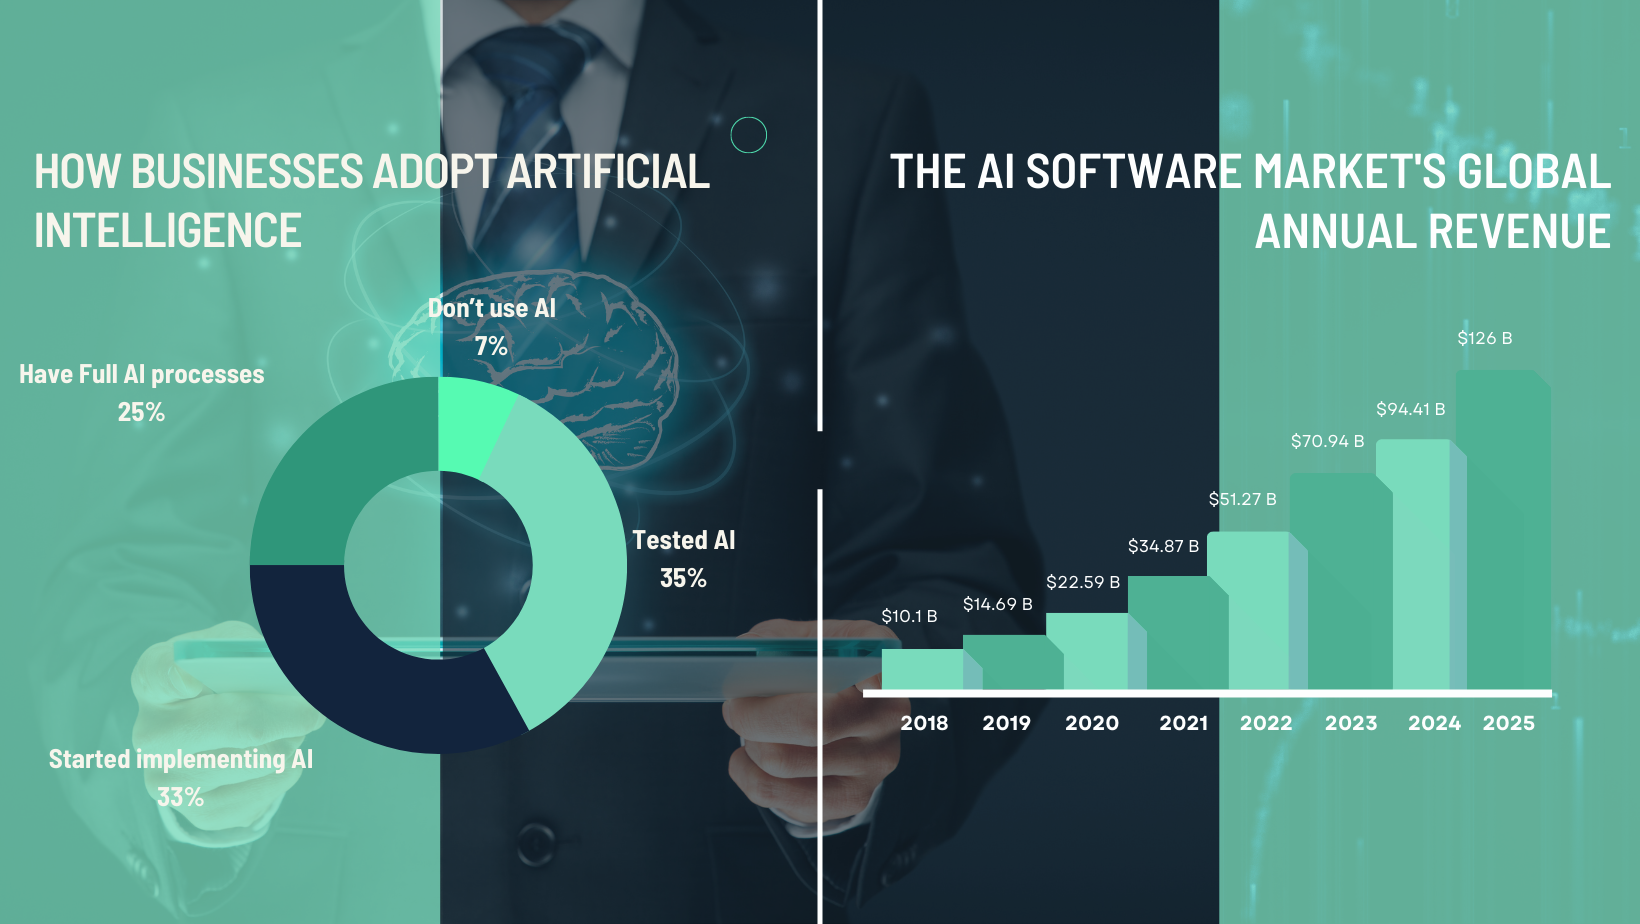 HOW BUSINESSES ADOPT ARTIFICIAL
INTELLIGENCE
Don’t use AI
7%
Have Full AI processes
25%
Tested AI
35%
Started implementing AI
33%
THE AI SOFTWARE MARKET'S GLOBAL
ANNUAL REVENUE
$10.1 B
$14.69 B
$22.59 B
$34.87 B
$51.27 B
$70.94 B
$94.41 B
$126 B
2018 2019 2020 2021 2022 2023 2024 2025